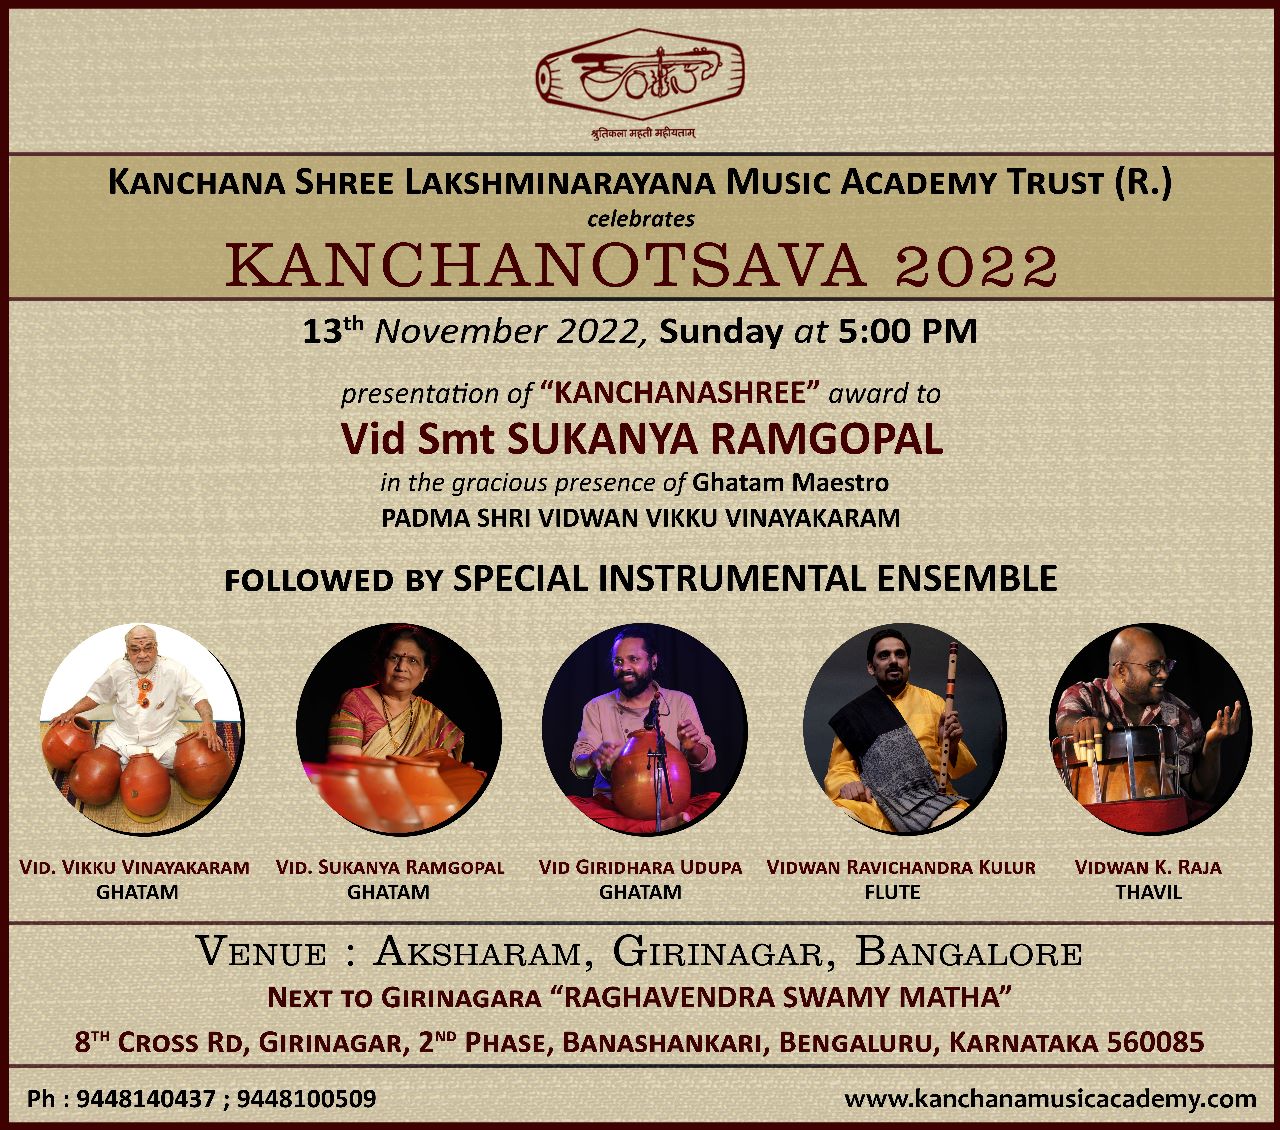 श्रुतिकला महती महीयताम्
KANCHANA SHREE LAKSHMINARAYANA MUSIC ACADEMY TRUST (R.)
celebrates
KANCHANOTSAVA 2022
13th November 2022, Sunday at 5:00 PM
presentation of “KANCHANASHREE” award to
Vid Smt SUKANYA RAMGOPAL
in the gracious presence of Ghatam Maestro
PADMA SHRI VIDWAN VIKKU VINAYAKARAM
FOLLOWED BY SPECIAL INSTRUMENTAL ENSEMBLE
VID. VIKKU VINAYAKARAM
GHATAM
VID. SUKANYA RAMGOPAL
GHATAM
VID GIRIDHARA UDUPA
GHATAM
VIDWAN RAVICHANDRA KULUR
FLUTE
VIDWAN K. RAJA
THAVIL
VENUE : AKSHARAM, GIRINAGAR, BANGALORE
NEXT TO GIRINAGARA “RAGHAVENDRA SWAMY MATHA”
8TH CROSS RD, GIRINAGAR, 2ND PHASE, BANASHANKARI, BENGALURU, KARNATAKA 560085
Ph : 9448140437 ; 9448100509
www.kanchanamusicacademy.com